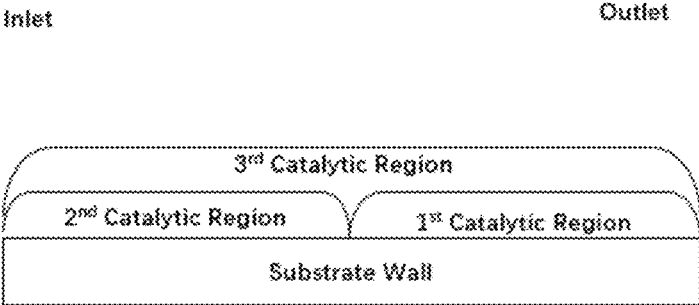 Inlet
Outlet
3rd Catalytic Region
2nd Catalytic Region
1st Catalytic Region
Substrate Wall